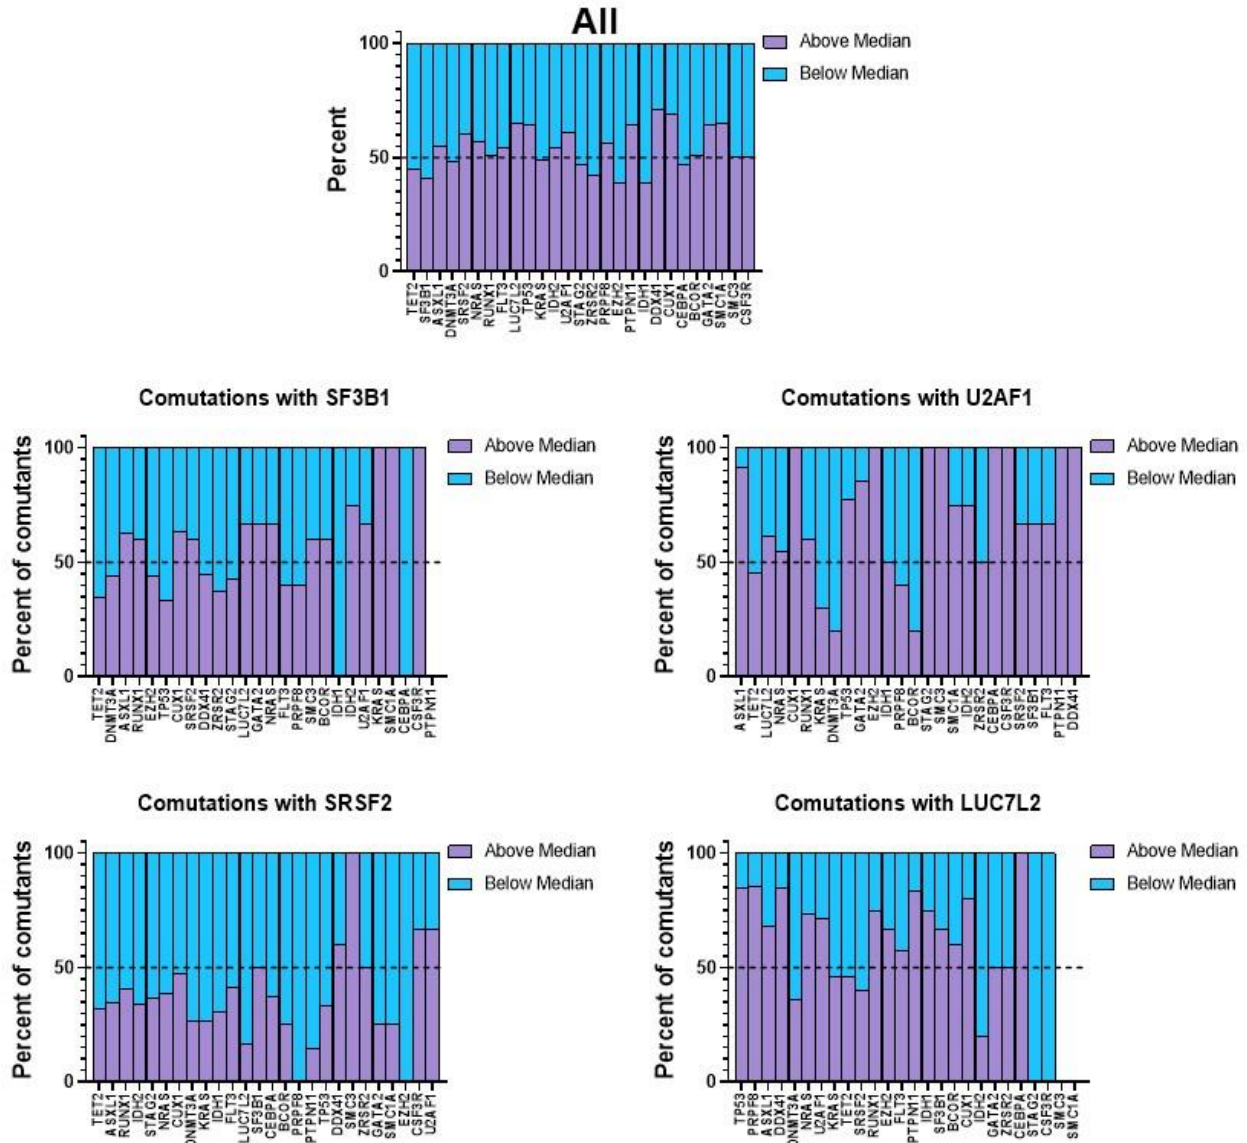 All
100
50
0
Percent
Above Median
Below Median
TET2
SF3B1
ASXL1
DNMT3A
SRSF2
NRAS
RUNX1
FLT3
LUC7L2
TP53
KRAS
IDH2
U2AF1
STAG2
ZRSR2
PRPF8
EZH2
PTPN11
IDH1
DDX41
CUX1
CEBPA
BCOR
GATA2
SMC1A
SMC3
CSF3R
Comutations with SF3B1
100
50
0
Percent of comutants
Above Median
Below Median
TET2
DNMT3A
ASXL1
RUNX1
EZH2
TP53
CUX1
SRSF2
DDX41
ZRSR2
STAG2
LUC7L2
GATA2
NRAS
FLT3
PRPF8
SMC3
BCOR
IDH1
IDH2
U2AF1
KRAS
SMC1A
CEBPA
CSF3R
PTPN11
Comutations with U2AF1
100
50
0
Percent of comutants
Above Median
Below Median
ASXL1
TET2
LUC7L2
NRAS
CUX1
RUNX1
KRAS
DNMT3A
TP53
GATA2
EZH2
IDH1
PRPF8
BCOR
STAG2
SMC3
SMC1A
IDH2
ZRSR2
CEBPA
CSF3R
SRSF2
SF3B1
FLT3
PTPN11
DDX41
Comutations with SRSF2
100
50
0
Percent of comutants
Above Median
Below Median
TET2
ASXL1
RUNX1
IDH2
STAG2
NRAS
CUX1
DNMT3A
KRAS
IDH1
FLT3
LUC7L2
SF3B1
CEBPA
BCOR
PRPF8
PTPN11
TP53
DDX41
SMC3
ZRSR2
GATA2
SMC1A
EZH2
CSF3R
U2AF1
Comutations with LUC7L2
100
50
0
Percent of comutants
Above Median
Below Median
TP53
PRPF8
ASXL1
DDX41
DNMT3A
NRAS
U2AF1
KRAS
TET2
SRSF2
RUNX1
EZH2
FLT3
PTPN11
IDH1
SF3B1
BCOR
CUX1
IDH2
GATA2
ZRSR2
CEBPA
STAG2
CSF3R
SMC3
SMC1A